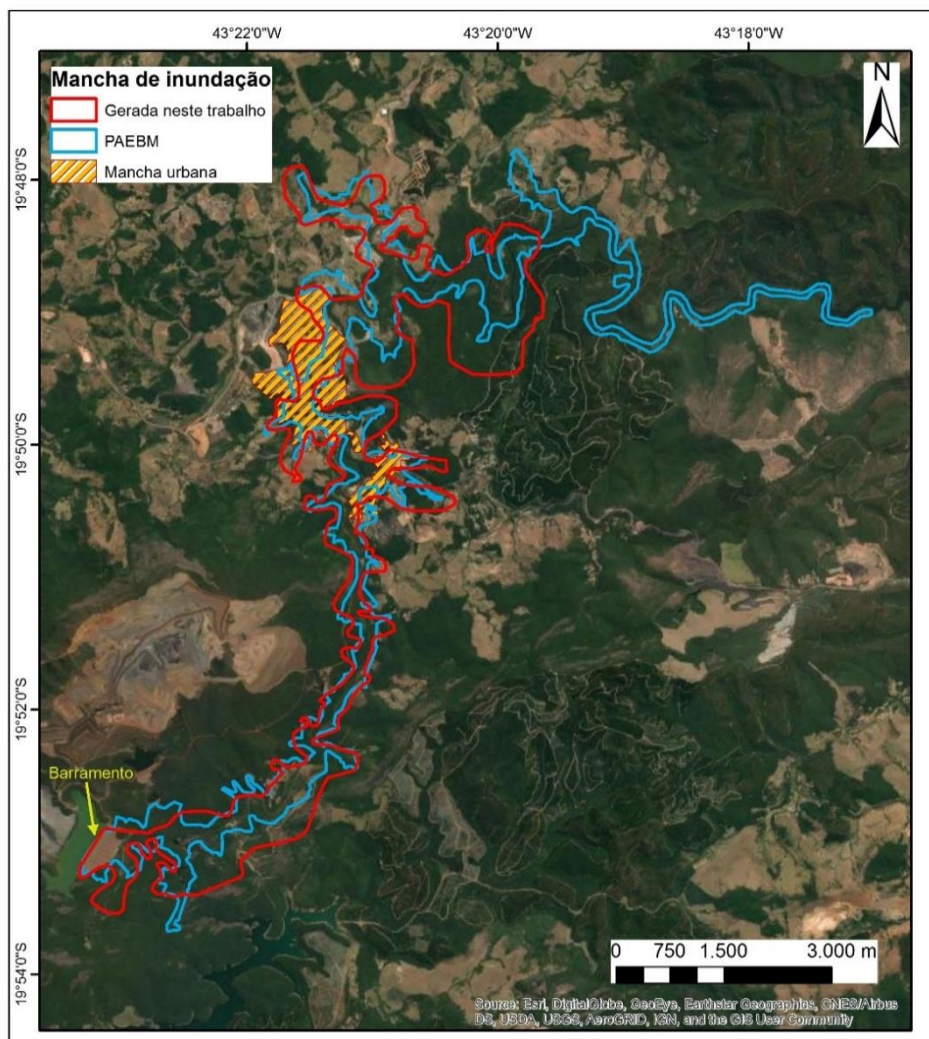 43°22'0"W
43°20'0"W
43°18'0"W
Mancha de inundação
Gerada neste trabalho
PAEBM
Mancha urbana
N
19°48'0"S
19°50'0"S
19°52'0"S
19°54'0"S
Barramento
0 750 1.500 3.000 m
Source: Esri, DigitalGlobe, GeoEye, Earthstar Geographics, CNES/Airbus
DS, USDA, USGS, AeroGRID, IGN, and the GIS User Community